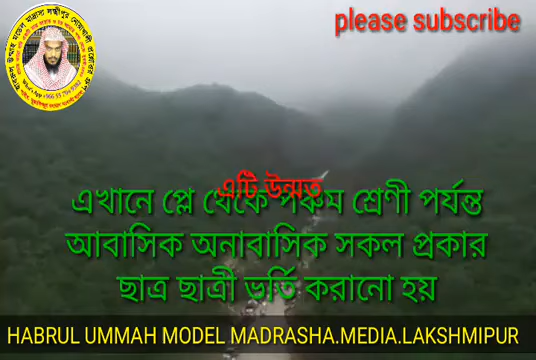 please subscribe
এটি উন্মত
এখানে প্লে থেকে পঞ্চম শ্রেণী পর্যন্ত
আবাসিক অনাবাসিক সকল প্রকার
ছাত্র ছাত্রী ভর্তি করানো হয়
HABRUL UMMAH MODEL MADRASHA.MEDIA.LAKSHMIPUR